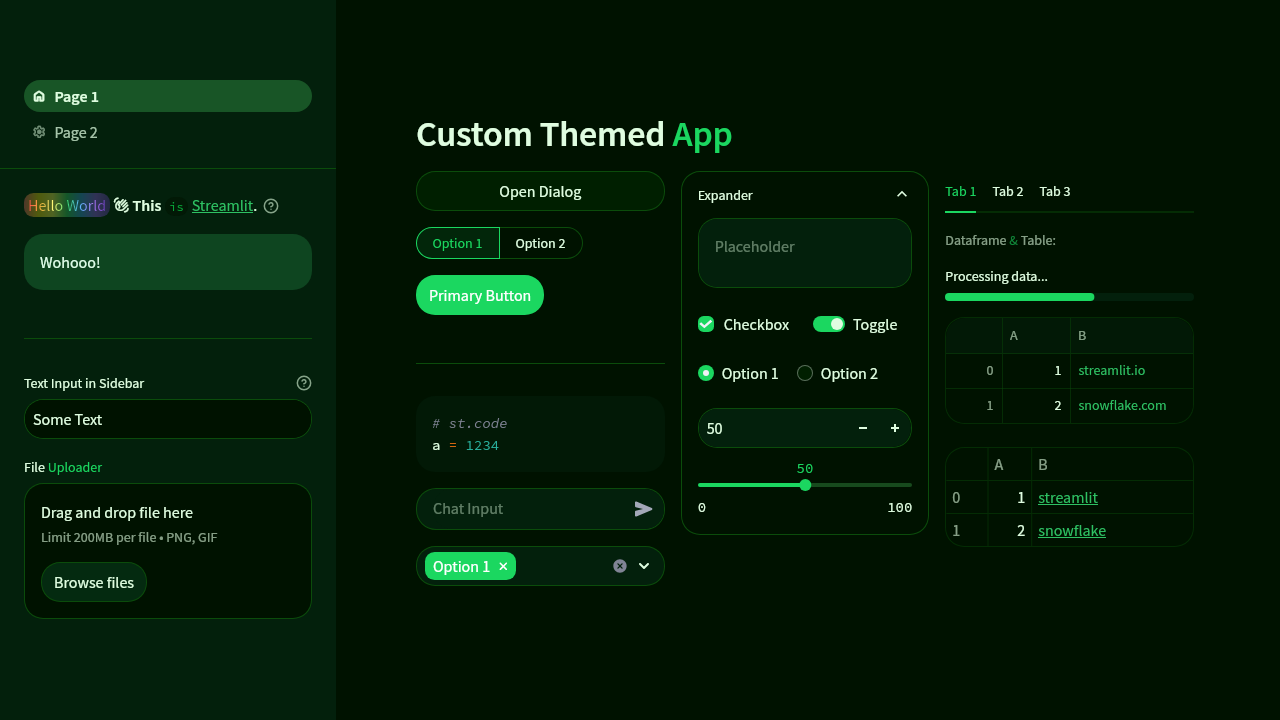 Page 1
Page 2
Hello World 👋 This is Streamlit.
Wohooo!
Text Input in Sidebar
Some Text
File Uploader
Drag and drop file here
Limit 200MB per file • PNG, GIF
Browse files
Custom Themed App
Open Dialog
Option 1 Option 2
Primary Button
# st.code
a = 1234
Chat Input
Option 1
Expander
Placeholder
Checkbox Toggle
Option 1 Option 2
50
50
0 100
Tab 1 Tab 2 Tab 3
Dataframe & Table:
Processing data...
A B
0 1 streamlit.io
1 2 snowflake.com
A B
0 1 streamlit
1 2 snowflake